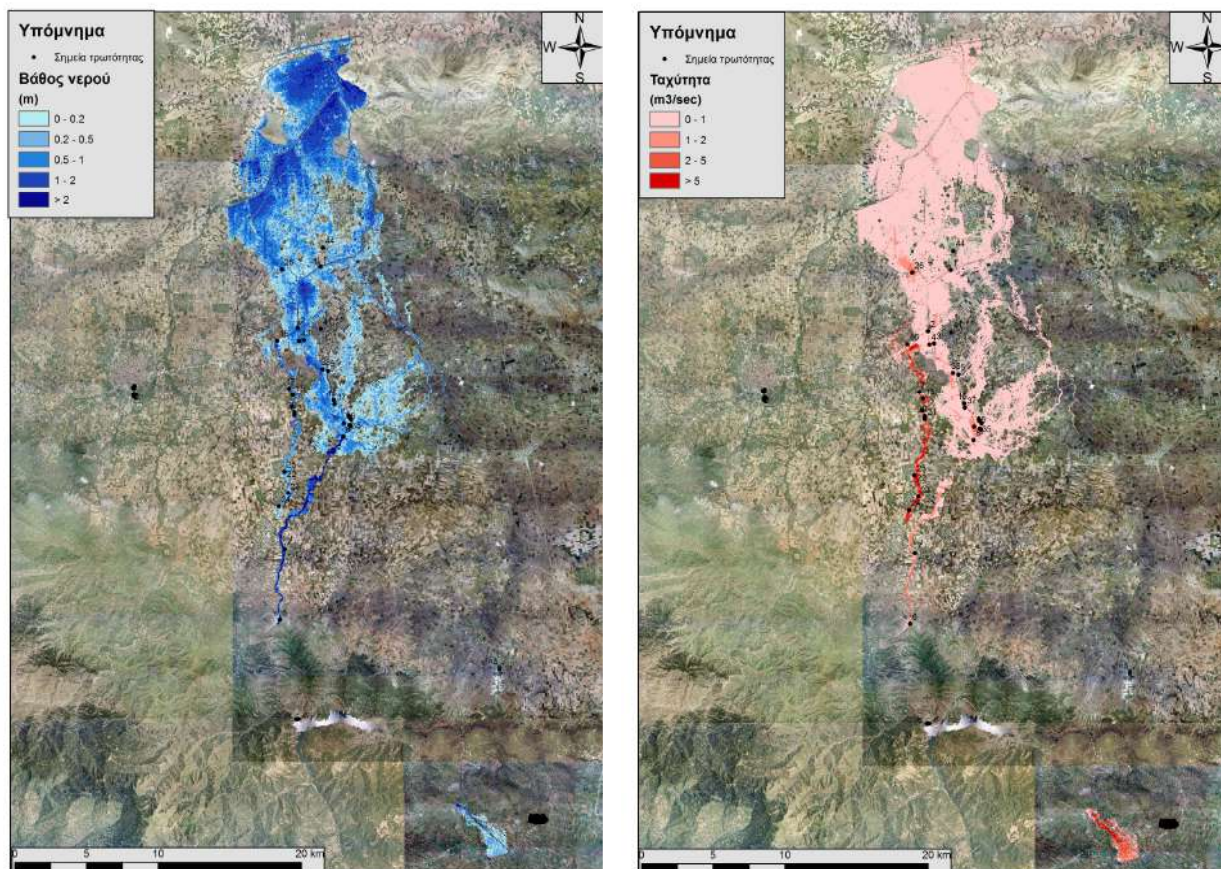 Υπόμνημα
• Σημεία τρωτότητας
Βάθος νερού
(m)
0 - 0.2
0.2 - 0.5
0.5 - 1
1 - 2
> 2
N
W
E
S
0 5 10 20 km
Υπόμνημα
• Σημεία τρωτότητας
Ταχύτητα
(m3/sec)
0 - 1
1 - 2
2 - 5
> 5
N
W
E
S
0 5 10 20 km